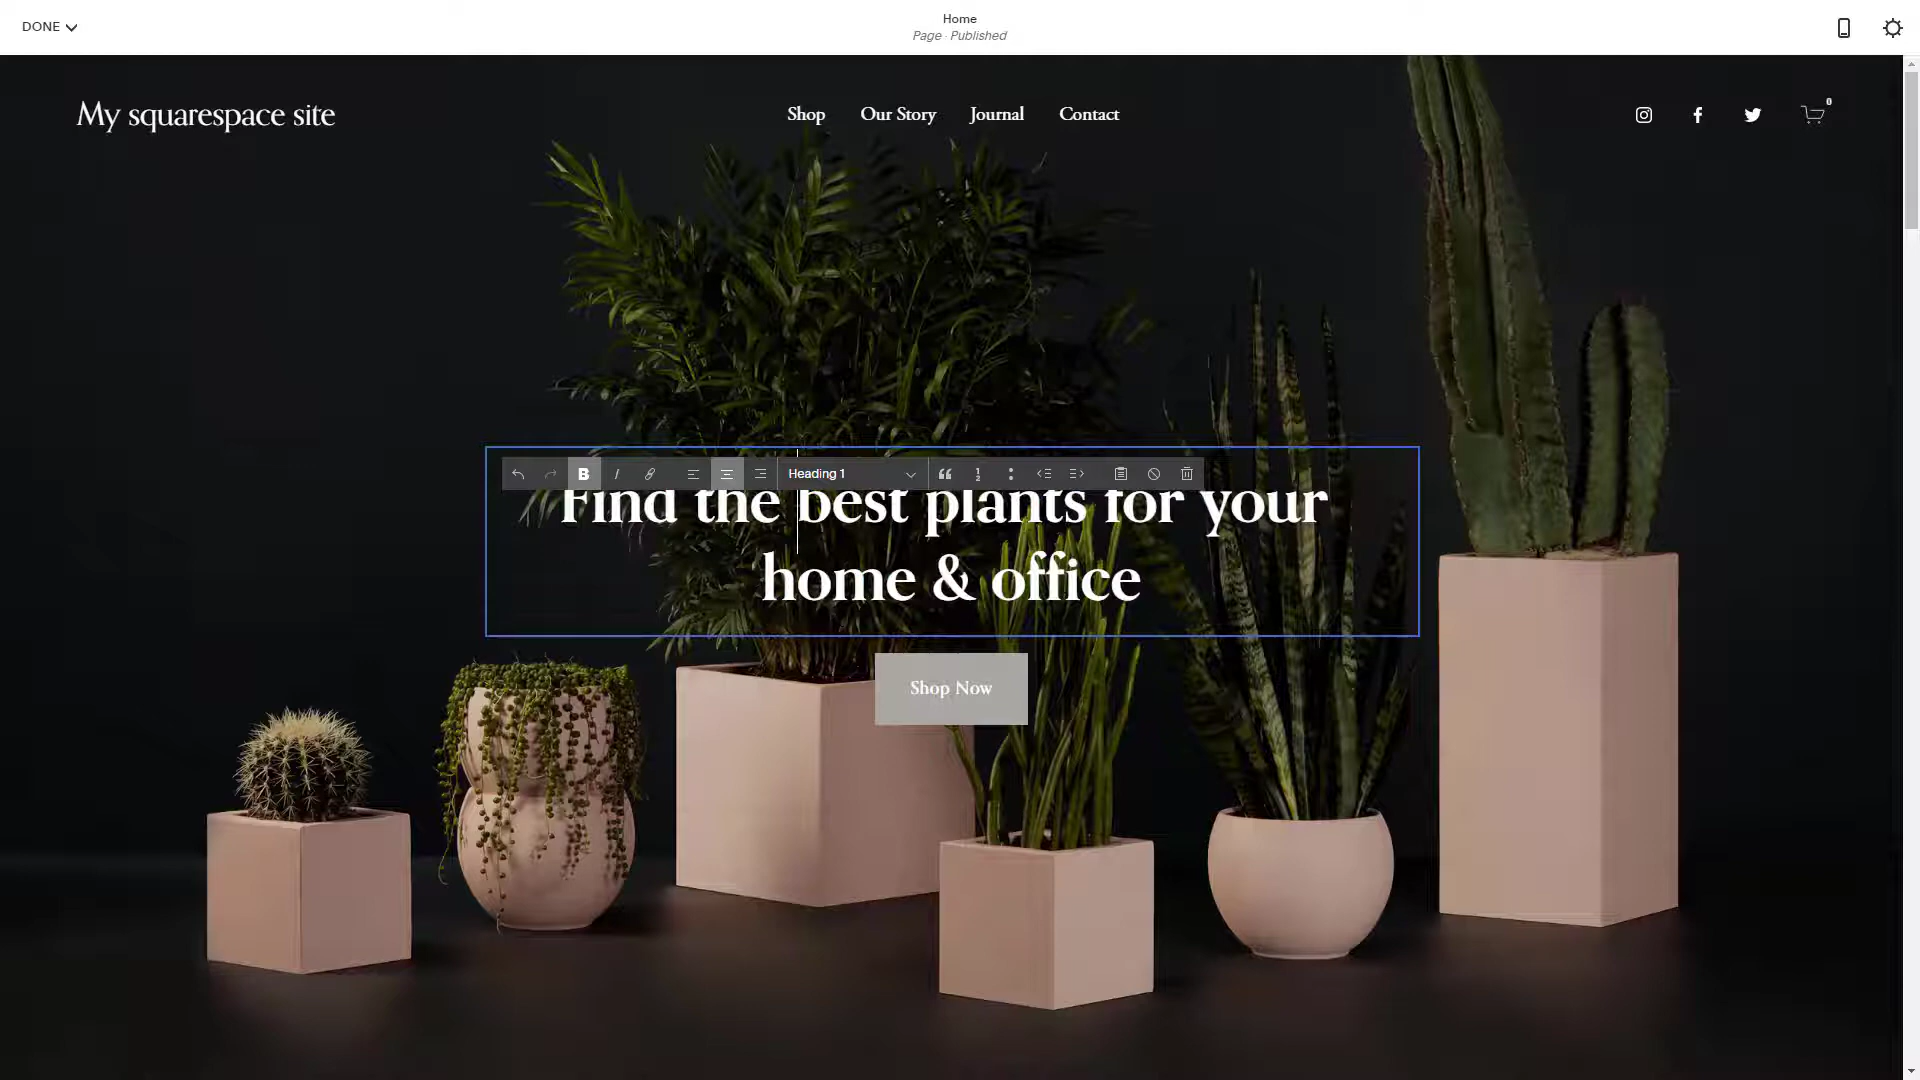 DONE
Home
Page · Published
My squarespace site
Shop Our Story Journal Contact
0
B I Heading 1
Find the best plants for your
home & office
Shop Now